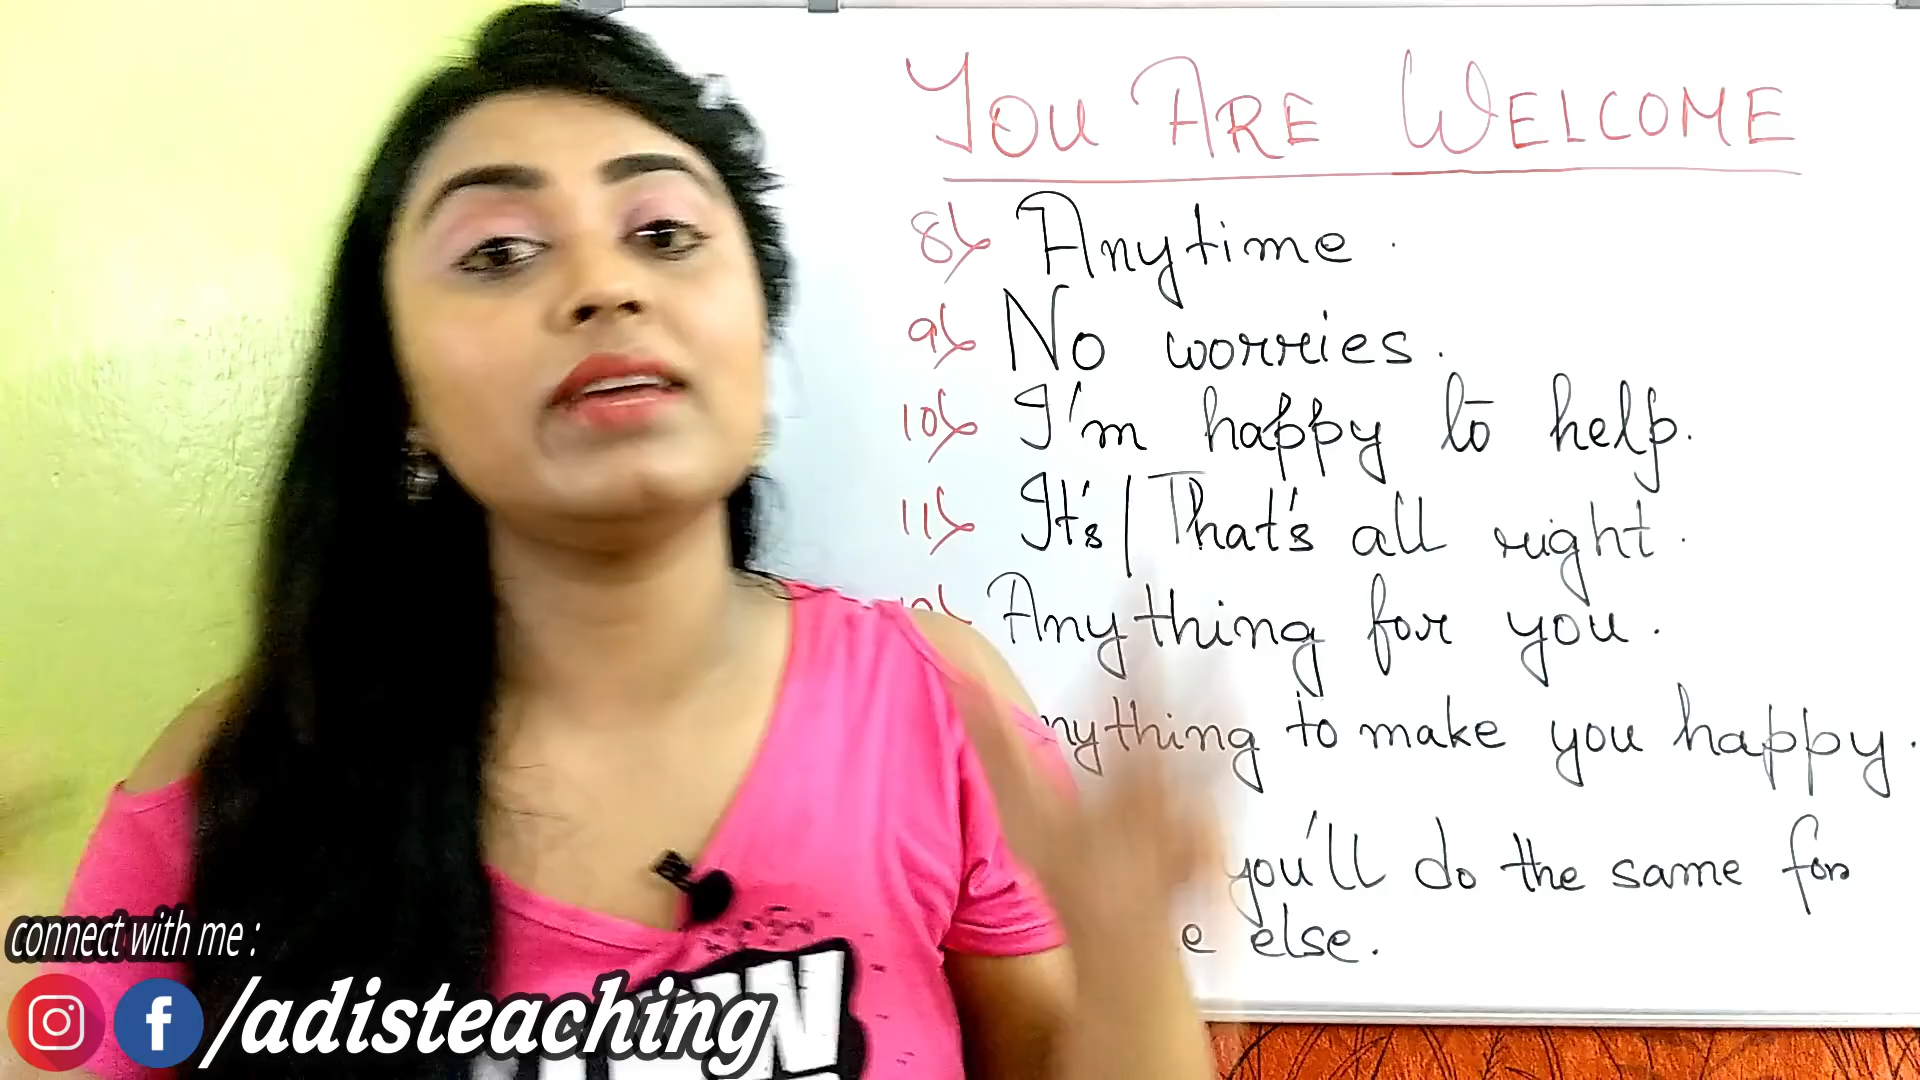 YOU ARE WELCOME
8) Anytime.
9) No worries.
10) I'm happy to help.
11) It's/That's all right.
Anything for you.
nything to make you happy.
you'll do the same for
e else.
connect with me :
/adisteaching